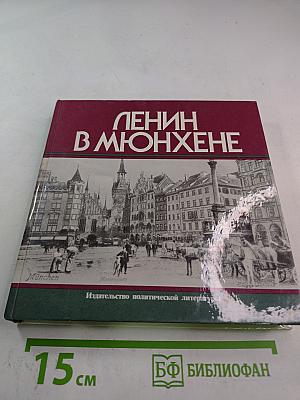 ЛЕНИН
В МЮНХЕНЕ
München
Издательство политической литературы
15 см
БФ БИБЛИОФАН